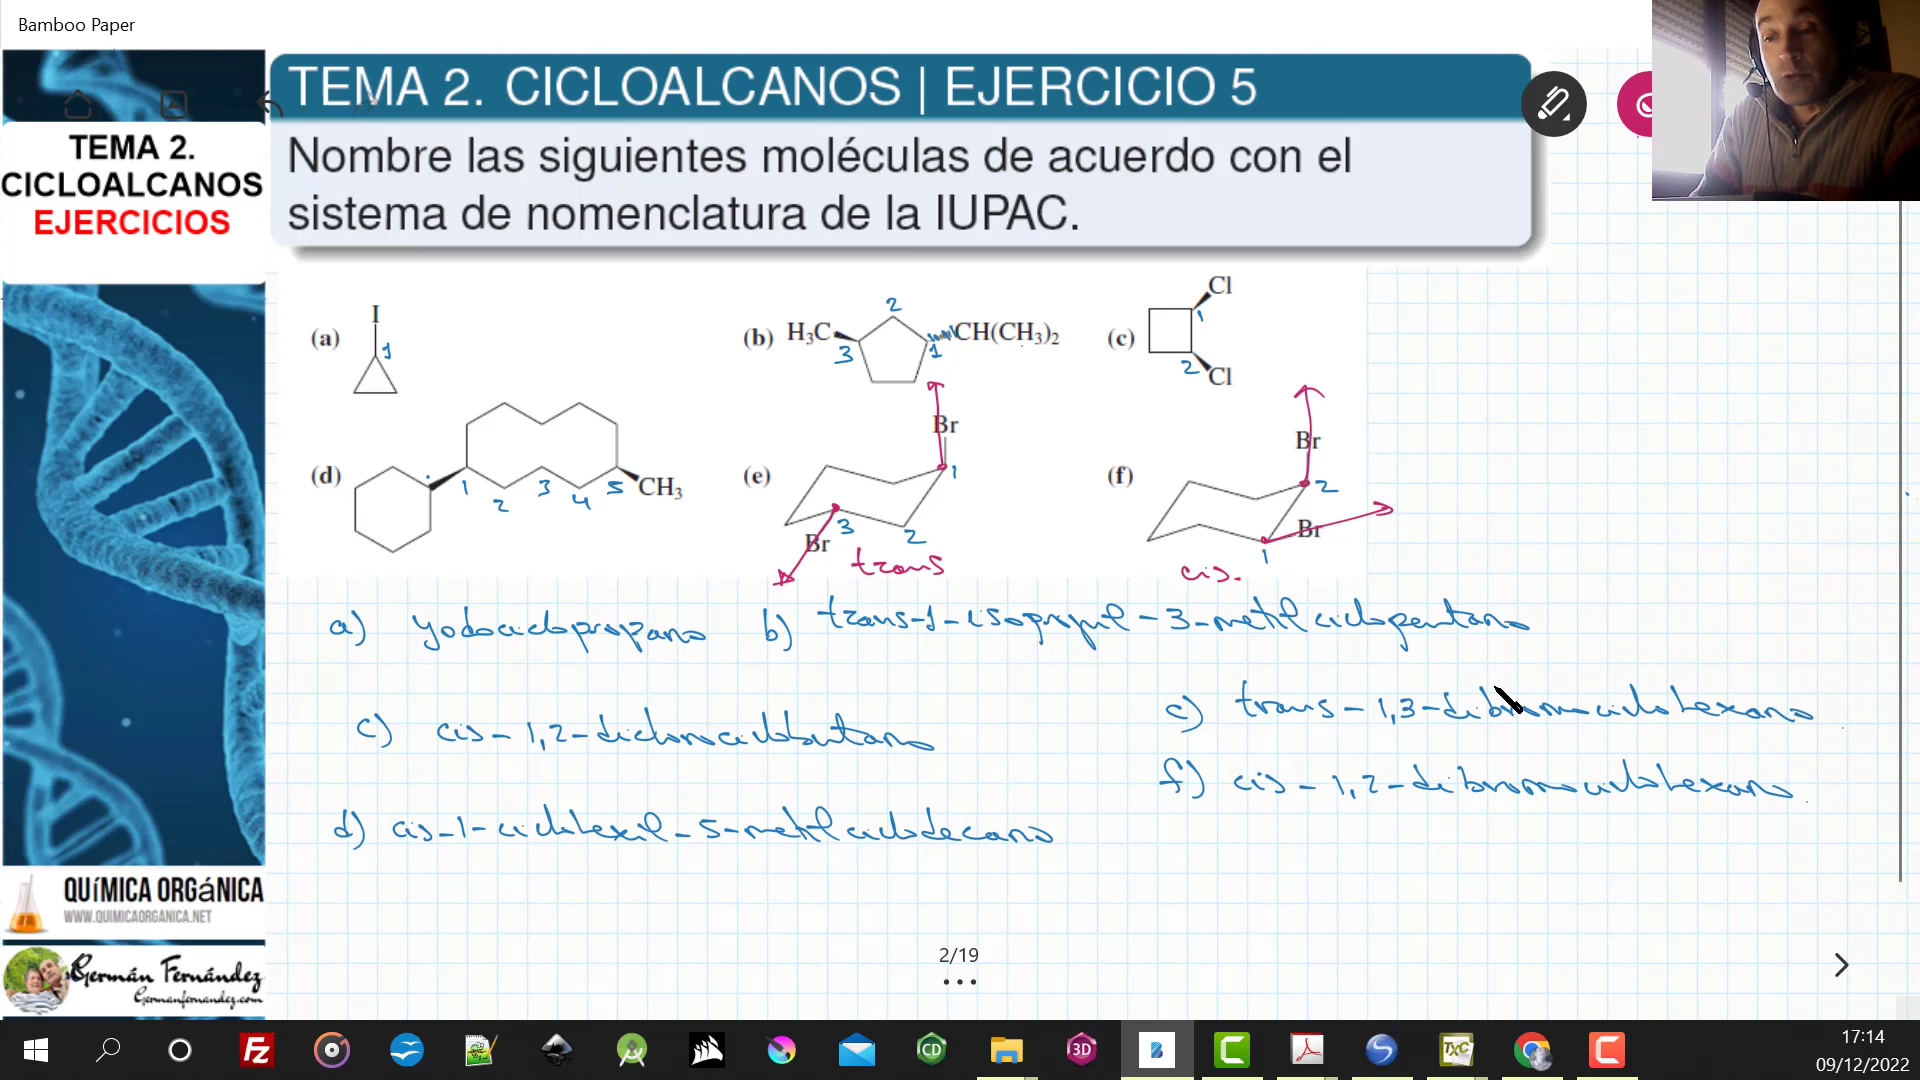 Bamboo Paper
TEMA 2. CICLOALCANOS | EJERCICIO 5
Nombre las siguientes moléculas de acuerdo con el
sistema de nomenclatura de la IUPAC.
TEMA 2.
CICLOALCANOS
EJERCICIOS
(a) I 1
(b) H₃C 3 2 1 CH(CH₃)₂
(c) Cl 1 2 Cl
(d) 1 2 3 4 5 CH₃
(e) Br 1 2 3 Br trans
(f) Br 2 Br 1 cis.
a) yodociclopropano b) trans-1-isopropil-3-metilciclopentano
c) cis-1,2-diclorociclobutano
e) trans-1,3-dibromociclohexano
f) cis-1,2-dibromociclohexano
d) cis-1-ciclohexil-5-metilciclodecano
QUÍMICA ORGáNICA
WWW.QUIMICAORGANICA.NET
Germán Fernández
Germanfernandez.com
2/19
17:14
09/12/2022